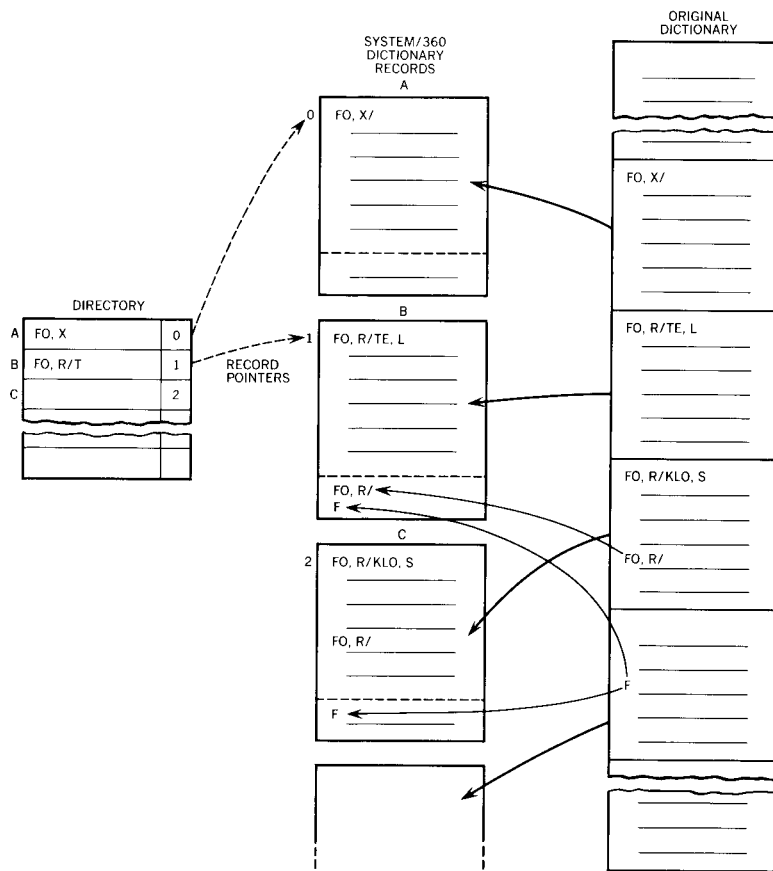 ORIGINAL
DICTIONARY
SYSTEM/360
DICTIONARY
RECORDS
A
0 FO, X/
FO, X/
DIRECTORY
A FO, X 0
B FO, R/T 1
C 2
RECORD
POINTERS
B
1 FO, R/TE, L
FO, R/
F
FO, R/TE, L
C
2 FO, R/KLO, S
FO, R/
F
FO, R/KLO, S
FO, R/
F